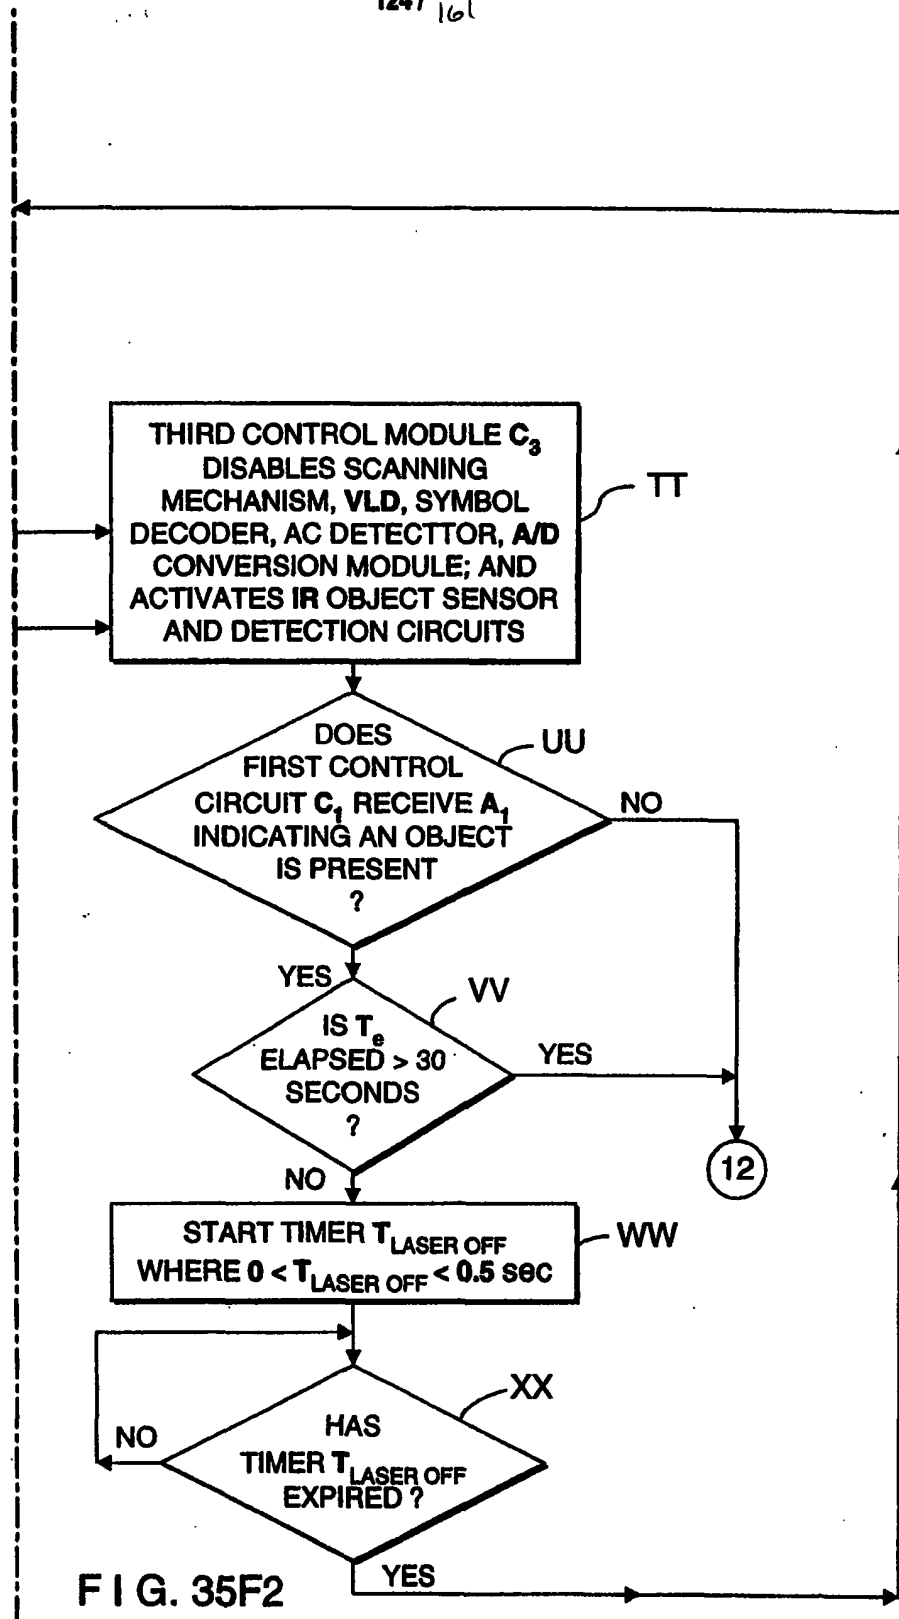 1247 161
THIRD CONTROL MODULE C3
DISABLES SCANNING
MECHANISM, VLD, SYMBOL
DECODER, AC DETECTTOR, A/D
CONVERSION MODULE; AND
ACTIVATES IR OBJECT SENSOR
AND DETECTION CIRCUITS
TT
DOES
FIRST CONTROL
CIRCUIT C1 RECEIVE A1
INDICATING AN OBJECT
IS PRESENT
?
UU
NO
YES
VV
IS Te
ELAPSED > 30
SECONDS
?
YES
12
NO
START TIMER TLASER OFF
WHERE 0 < TLASER OFF < 0.5 sec
WW
XX
HAS
TIMER TLASER OFF
EXPIRED ?
NO
YES
FIG. 35F2